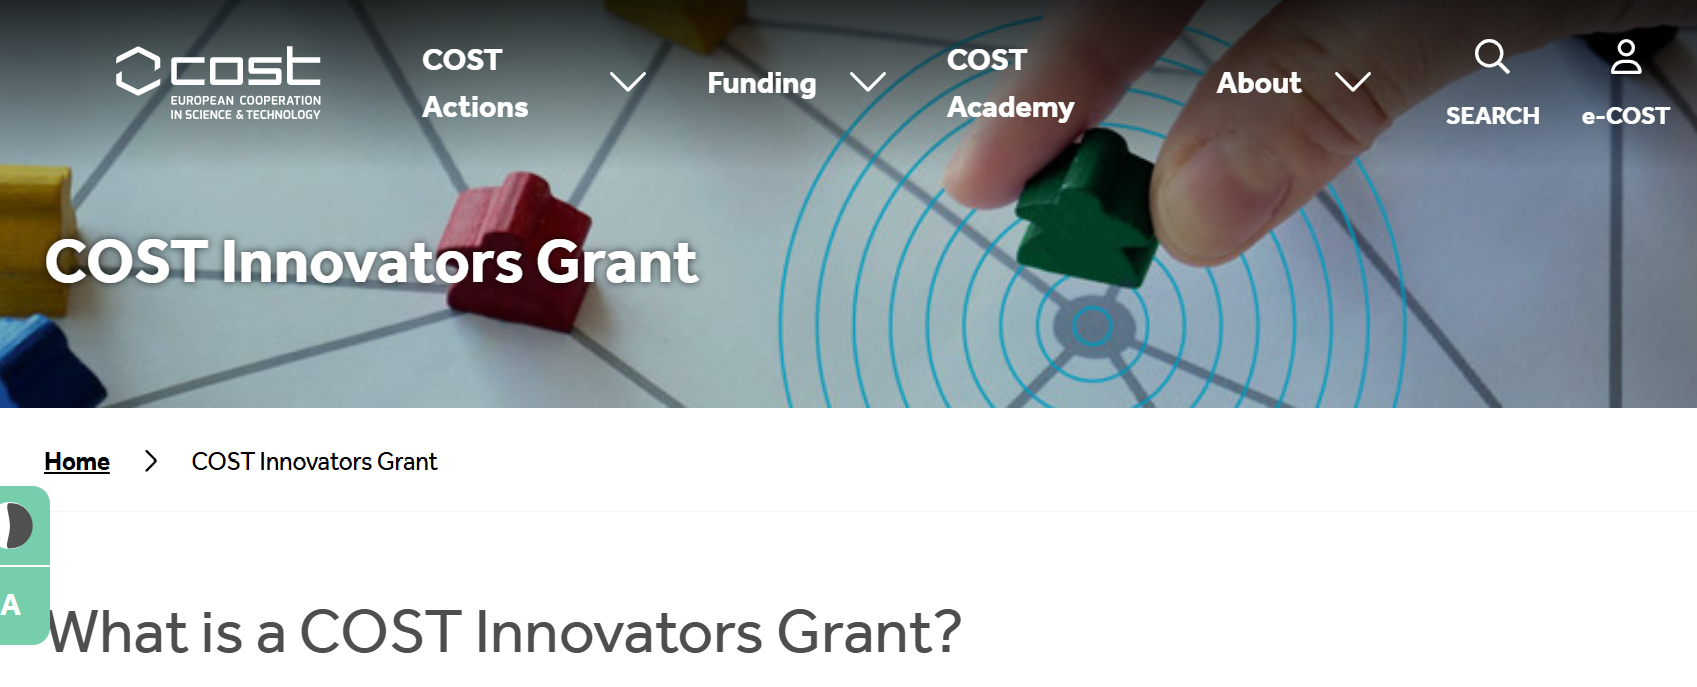 cost
EUROPEAN COOPERATION
IN SCIENCE & TECHNOLOGY
COST
Actions
Funding
COST
Academy
About
SEARCH
e-COST
COST Innovators Grant
Home
COST Innovators Grant
A
What is a COST Innovators Grant?